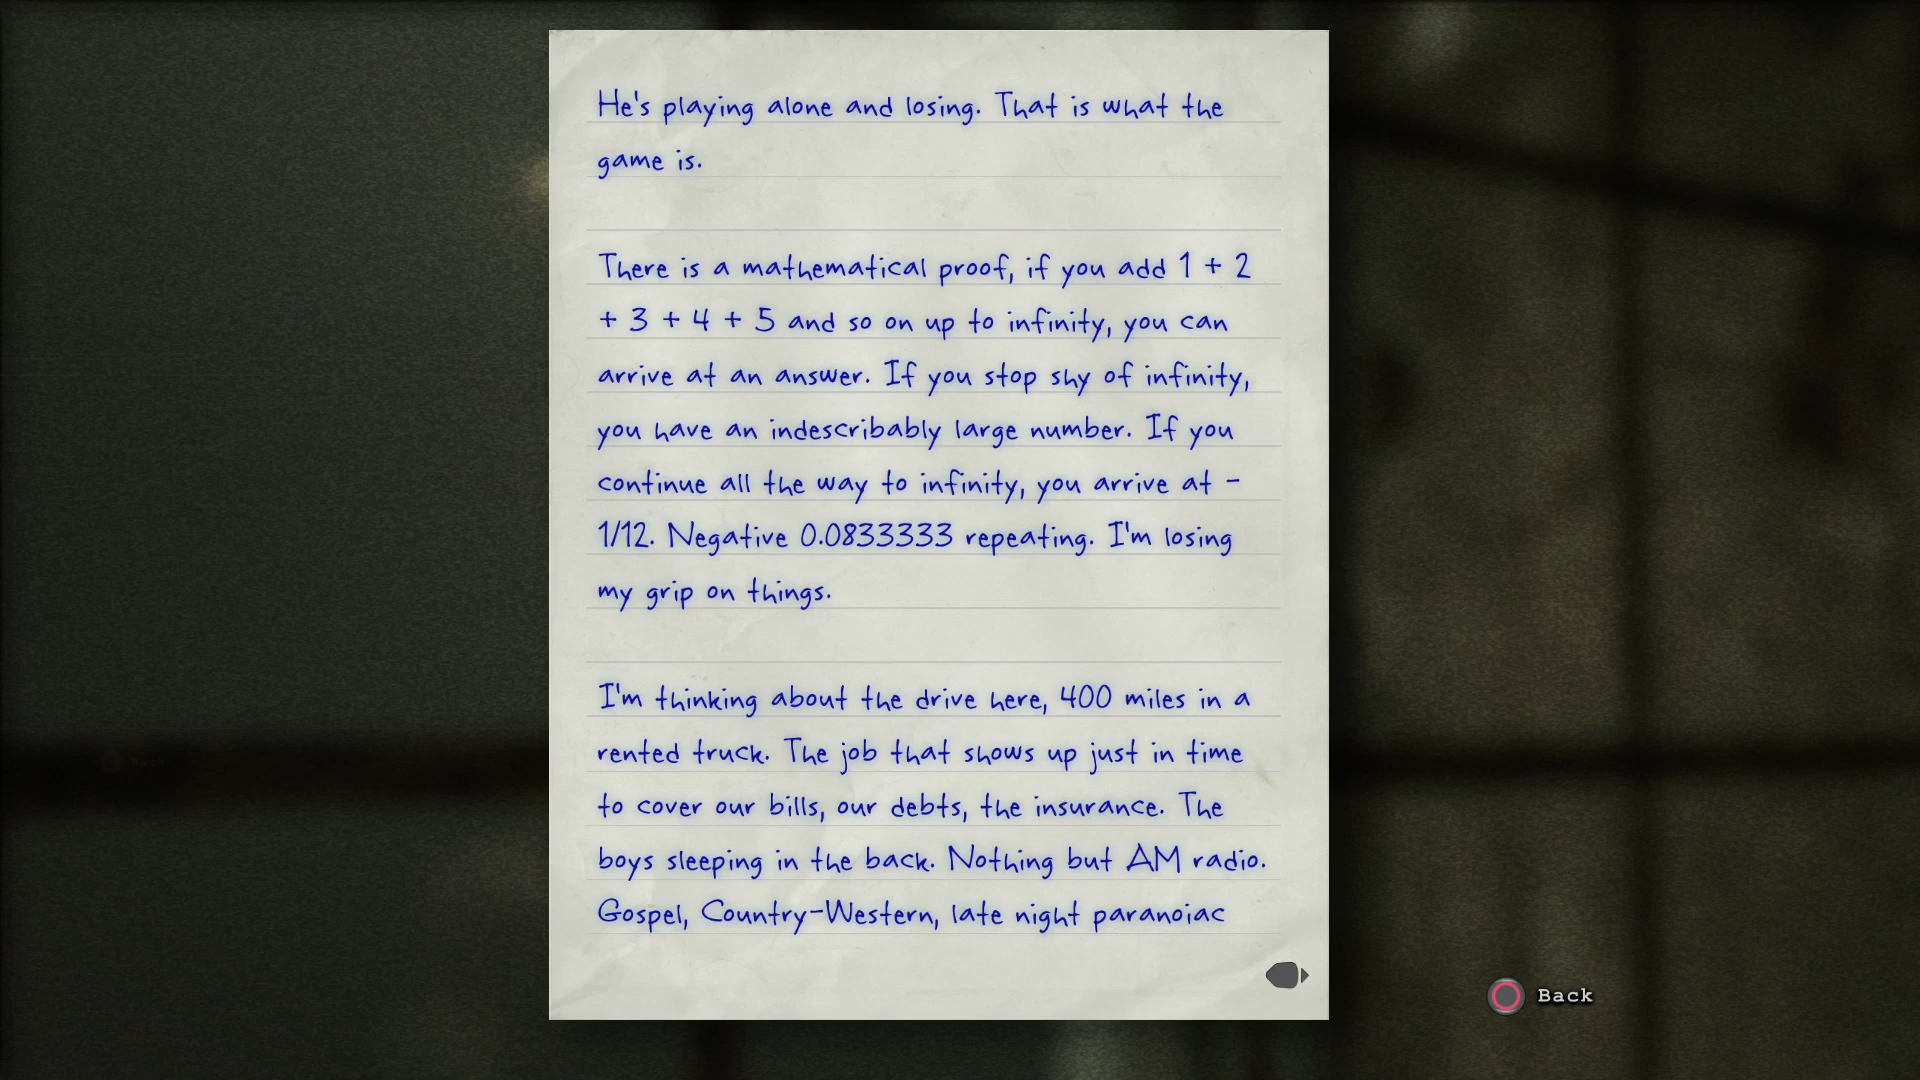 He's playing alone and losing. That is what the
game is.
There is a mathematical proof, if you add 1 + 2
+ 3 + 4 + 5 and so on up to infinity, you can
arrive at an answer. If you stop shy of infinity,
you have an indescribably large number. If you
continue all the way to infinity, you arrive at -
1/12. Negative 0.0833333 repeating. I'm losing
my grip on things.
I'm thinking about the drive here, 400 miles in a
rented truck. The job that shows up just in time
to cover our bills, our debts, the insurance. The
boys sleeping in the back. Nothing but AM radio.
Gospel, Country-Western, late night paranoiac
Back